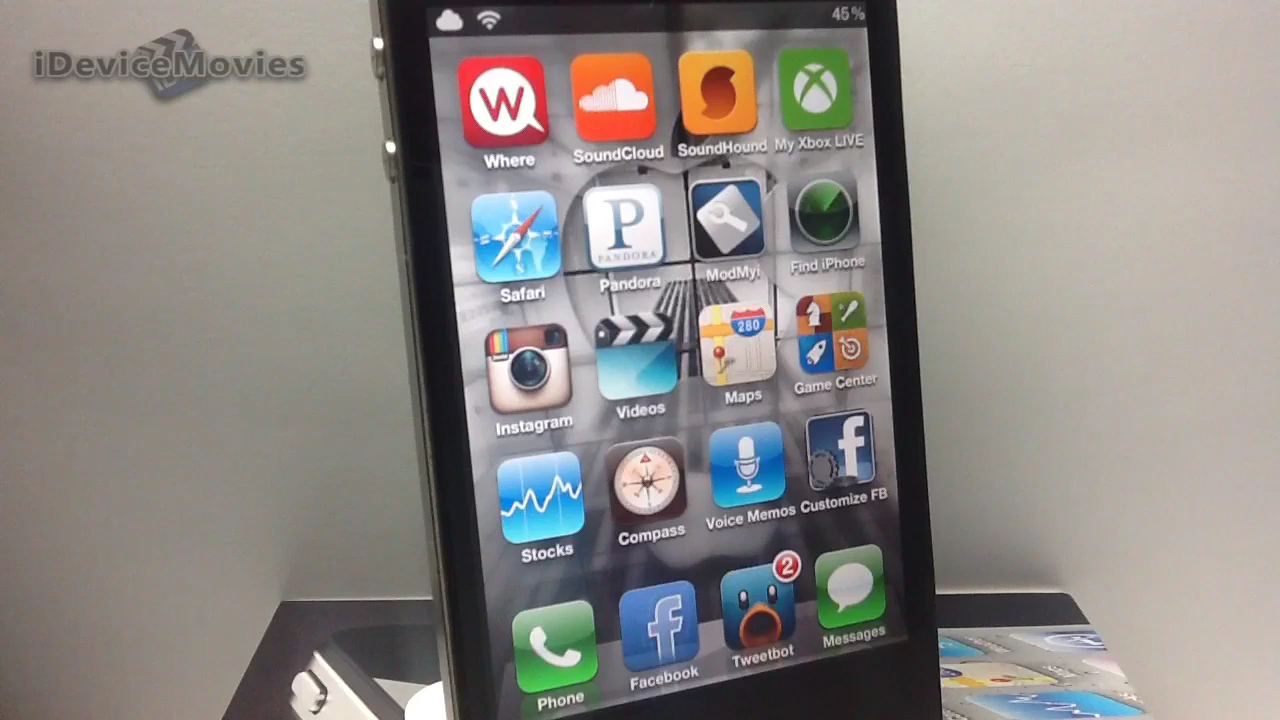 iDeviceMovies
45%
W
Where
SoundCloud
SoundHound
My Xbox LIVE
P
PANDORA
Safari
Pandora
ModMyi
Find iPhone
280
Instagram
Videos
Maps
Game Center
f
Stocks
Compass
Voice Memos
Customize FB
2
f
Phone
Facebook
Tweetbot
Messages